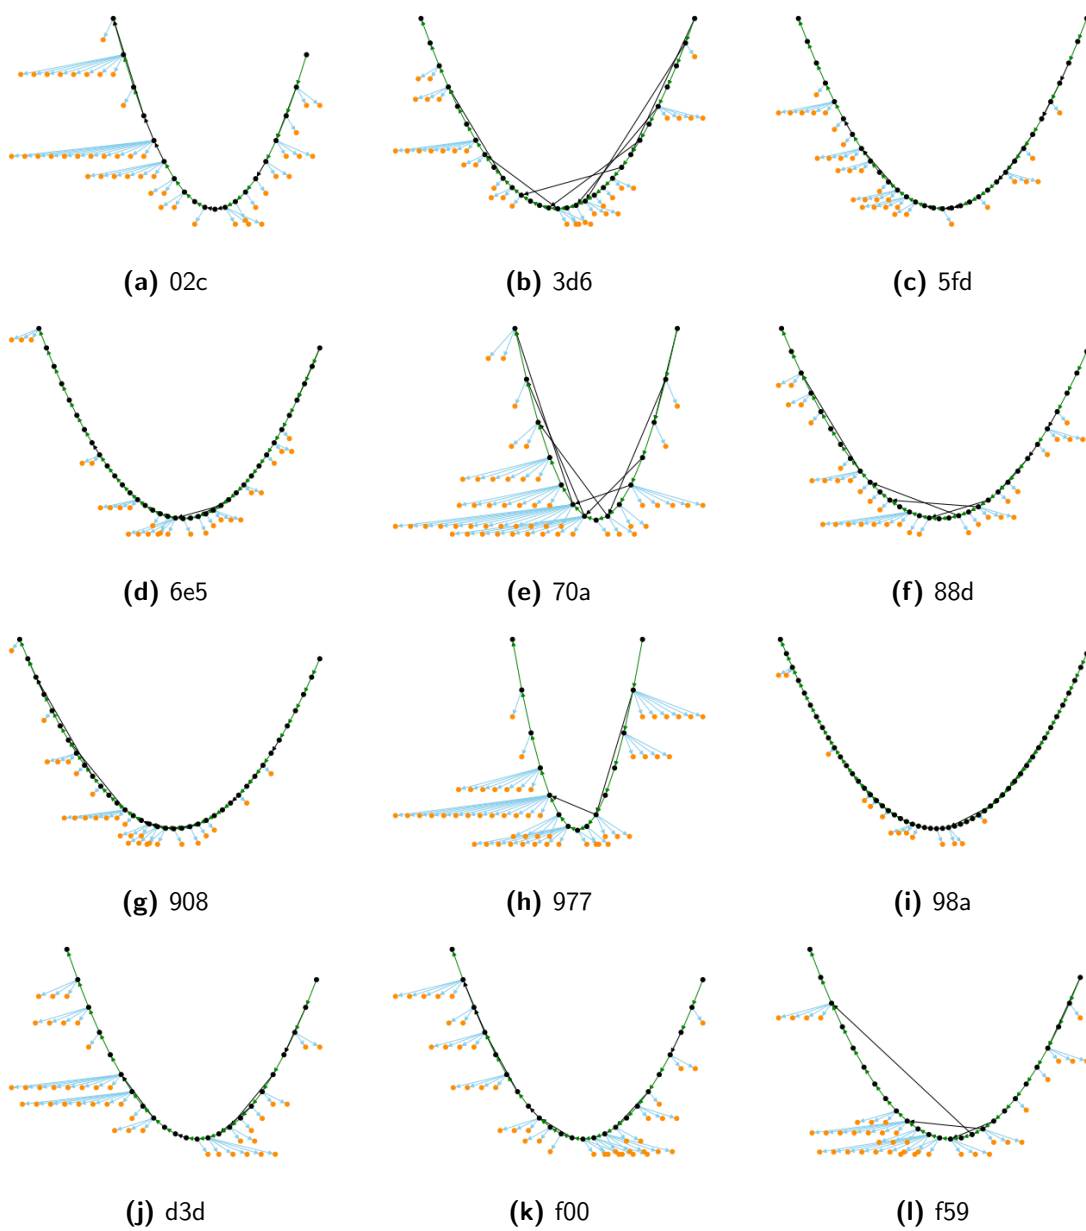 (a) 02c
(b) 3d6
(c) 5fd
(d) 6e5
(e) 70a
(f) 88d
(g) 908
(h) 977
(i) 98a
(j) d3d
(k) f00
(l) f59